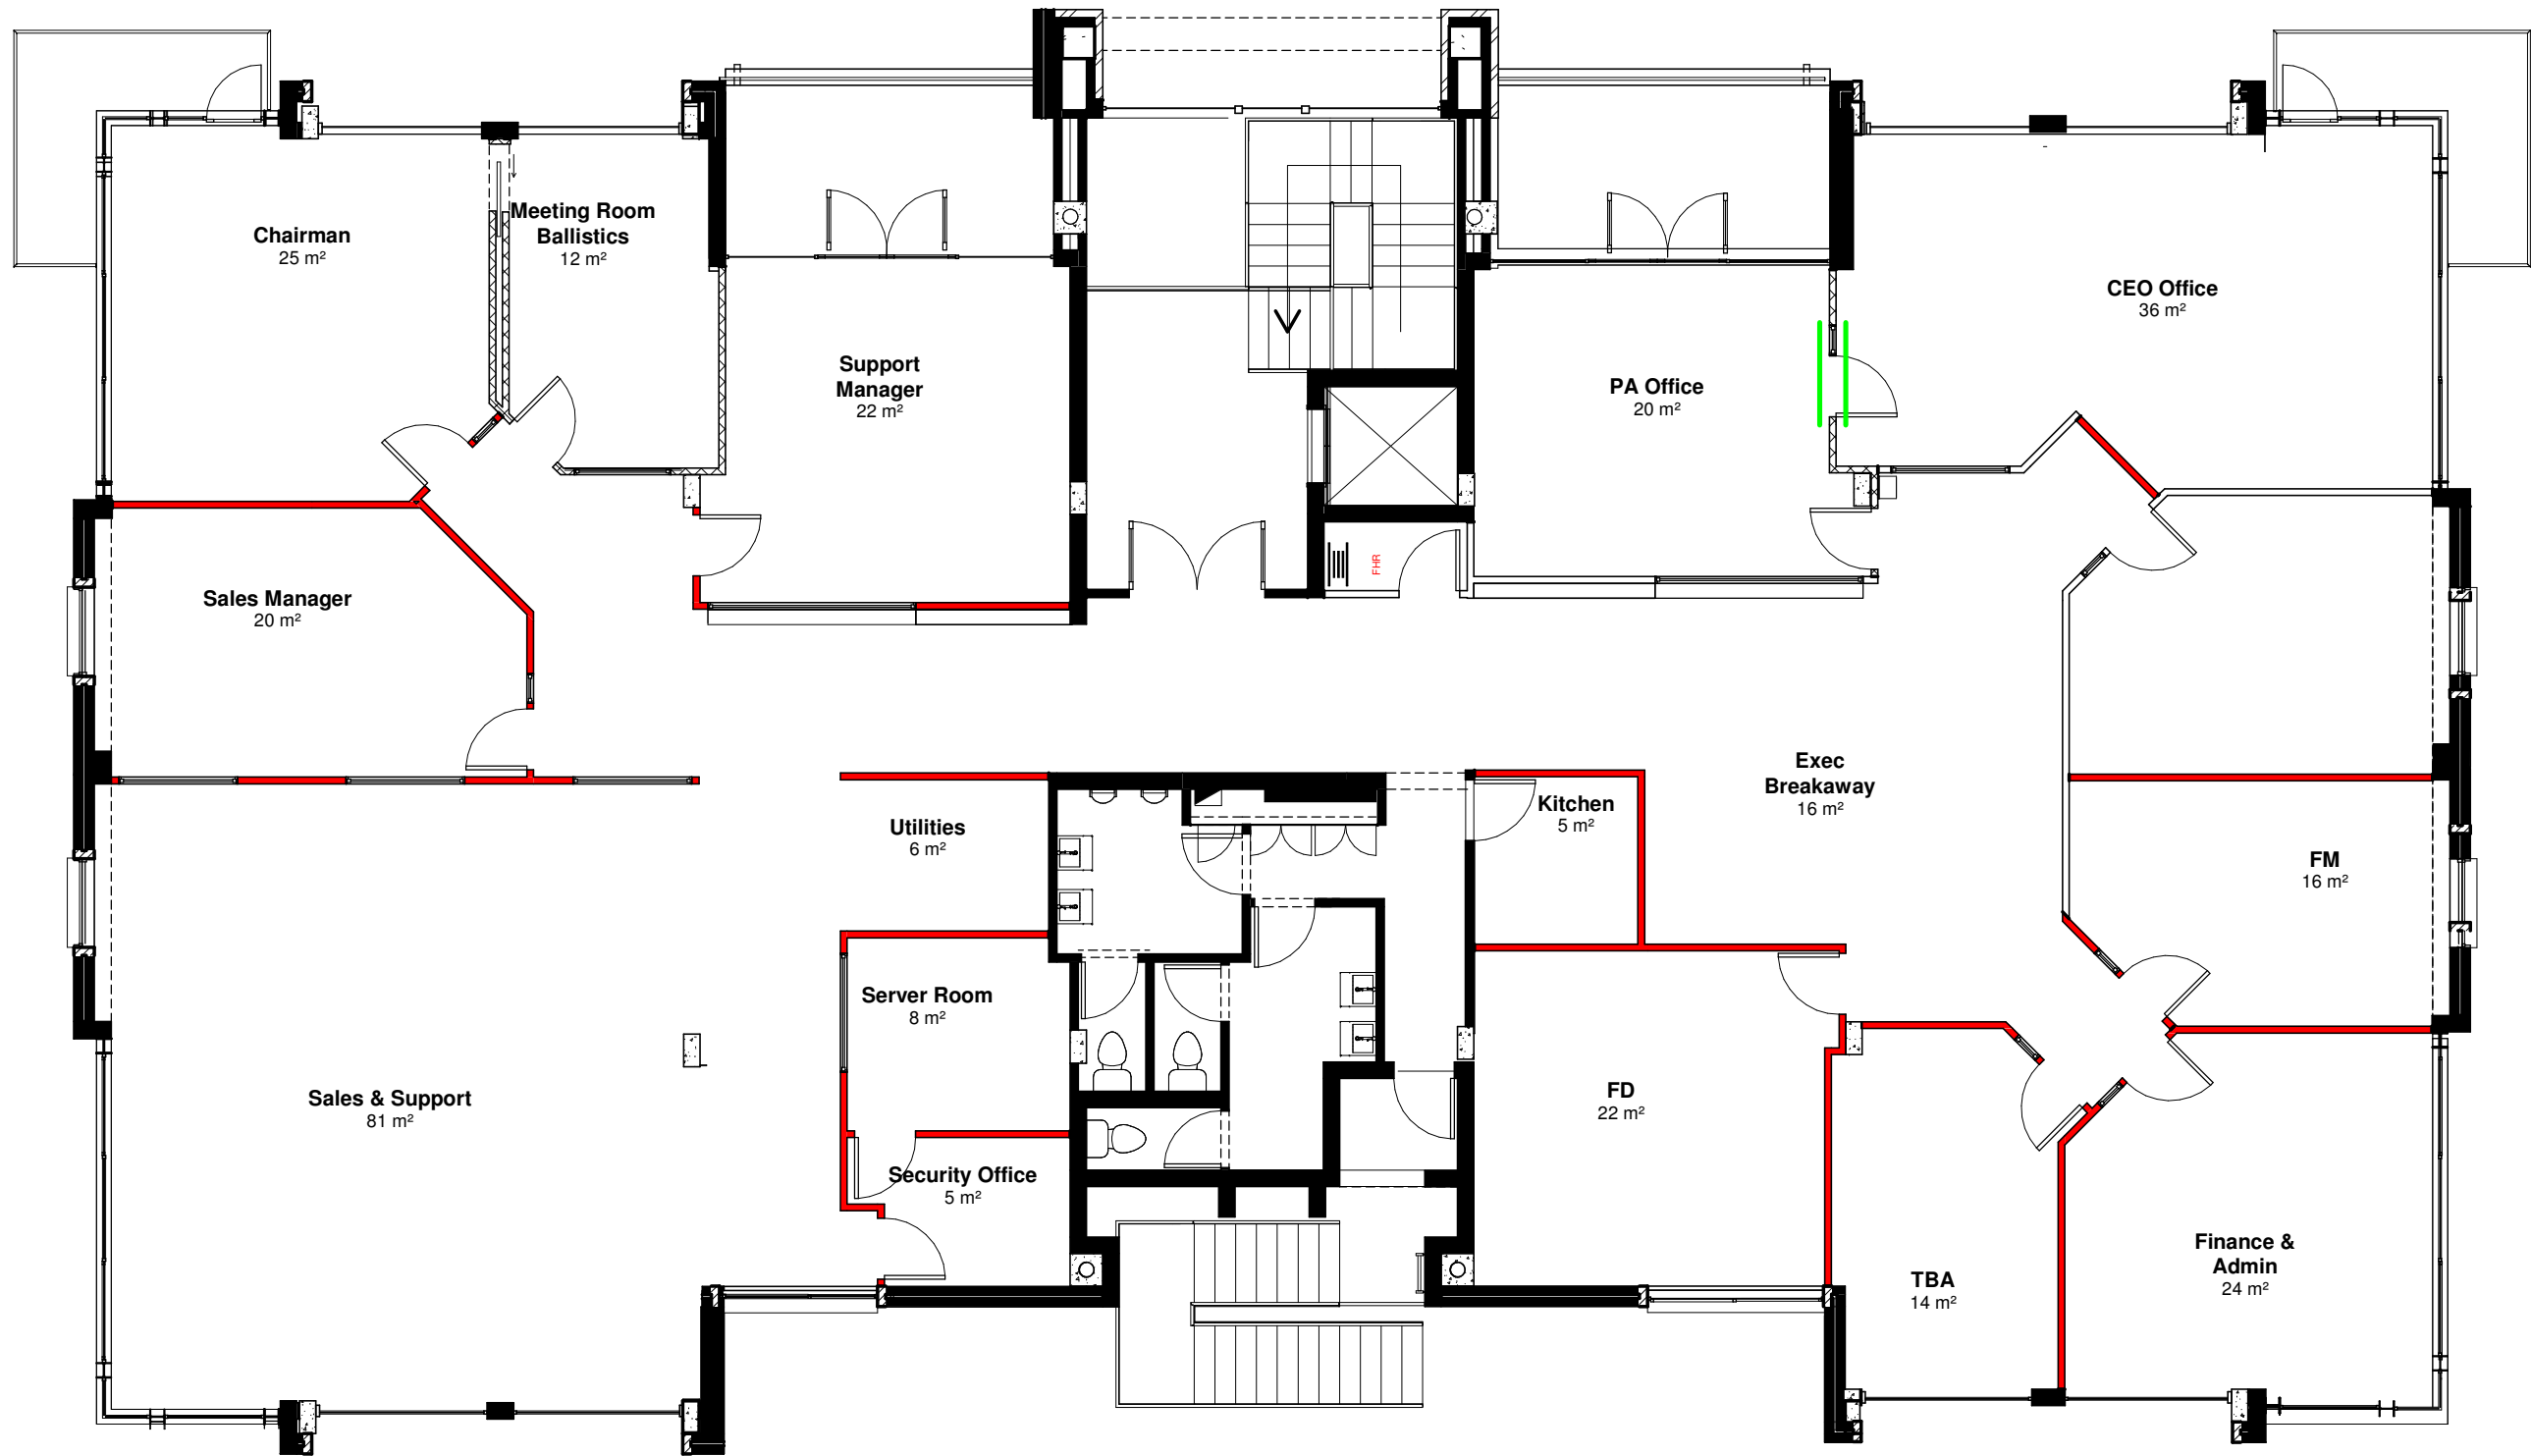 Chairman
25 m²
Meeting Room
Ballistics
12 m²
Support
Manager
22 m²
PA Office
20 m²
CEO Office
36 m²
FHR
Sales Manager
20 m²
Exec
Breakaway
16 m²
Utilities
6 m²
Kitchen
5 m²
FM
16 m²
Server Room
8 m²
Sales & Support
81 m²
Security Office
5 m²
FD
22 m²
TBA
14 m²
Finance &
Admin
24 m²